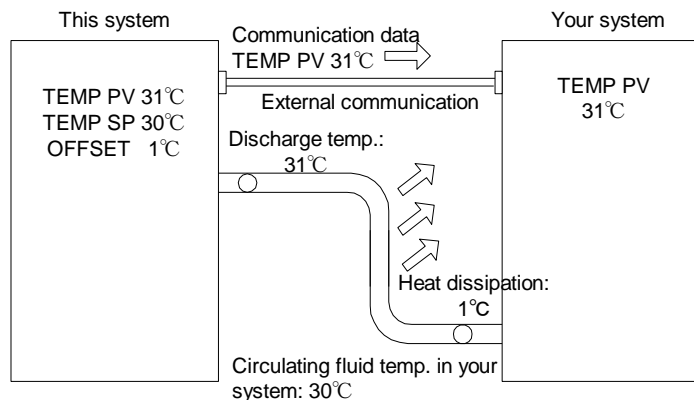 This system
Your system
Communication data
TEMP PV 31℃
External communication
TEMP PV 31℃
TEMP SP 30℃
OFFSET 1℃
TEMP PV
31℃
Discharge temp.:
31℃
Heat dissipation:
1℃
Circulating fluid temp. in your
system: 30℃